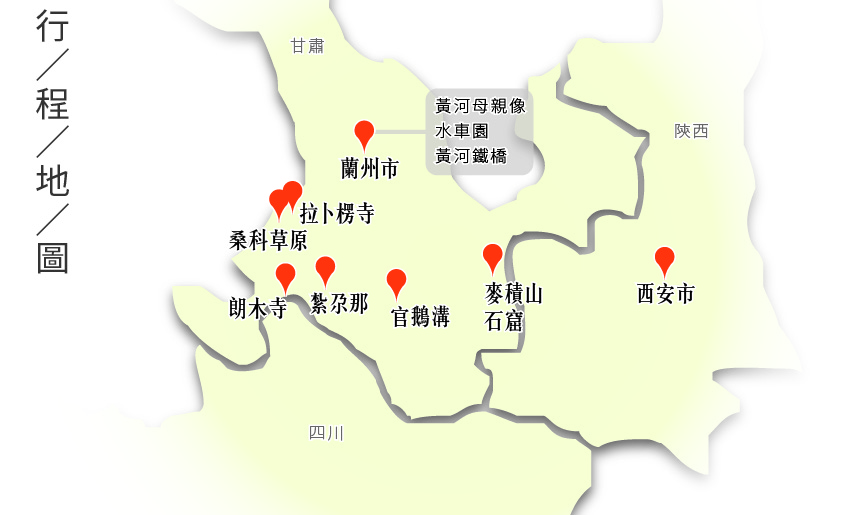 行／程／地／圖
甘肅
黃河母親像
水車園
黃河鐵橋
陝西
蘭州市
拉卜楞寺
桑科草原
朗木寺
紮尕那
官鵝溝
麥積山
石窟
西安市
四川